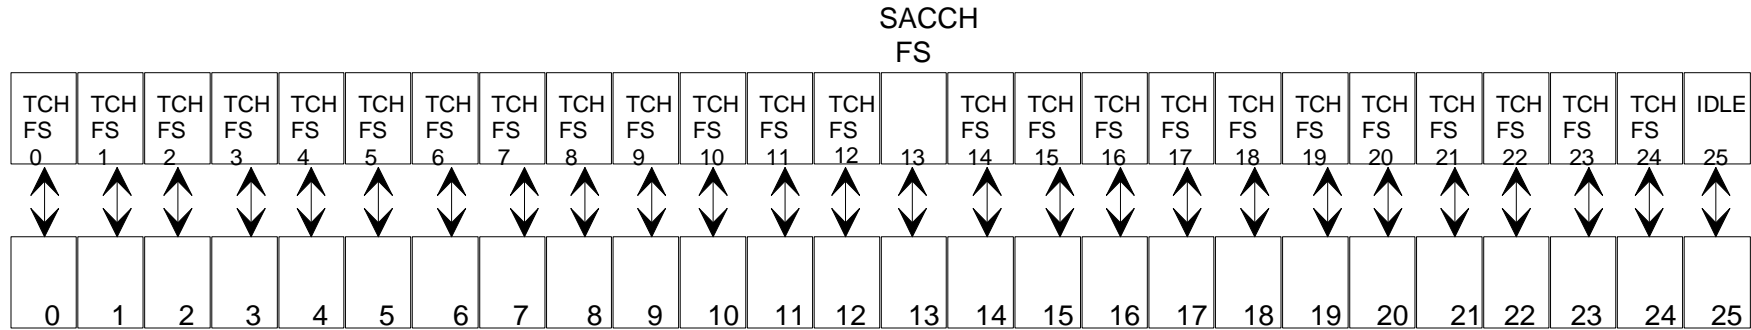 SACCH
FS
TCH TCH TCH TCH TCH TCH TCH TCH TCH TCH TCH TCH TCH TCH TCH TCH TCH TCH TCH TCH TCH TCH TCH TCH IDLE
FS FS FS FS FS FS FS FS FS FS FS FS FS FS FS FS FS FS FS FS FS FS FS FS
0 1 2 3 4 5 6 7 8 9 10 11 12 13 14 15 16 17 18 19 20 21 22 23 24 25
0 1 2 3 4 5 6 7 8 9 10 11 12 13 14 15 16 17 18 19 20 21 22 23 24 25